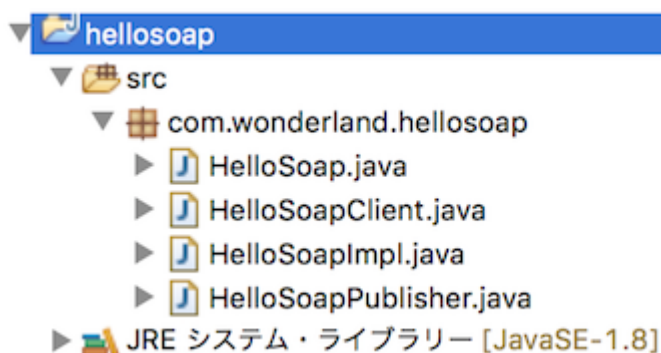 hellosoap
src
com.wonderland.hellosoap
HelloSoap.java
HelloSoapClient.java
HelloSoapImpl.java
HelloSoapPublisher.java
JRE システム・ライブラリー [JavaSE-1.8]